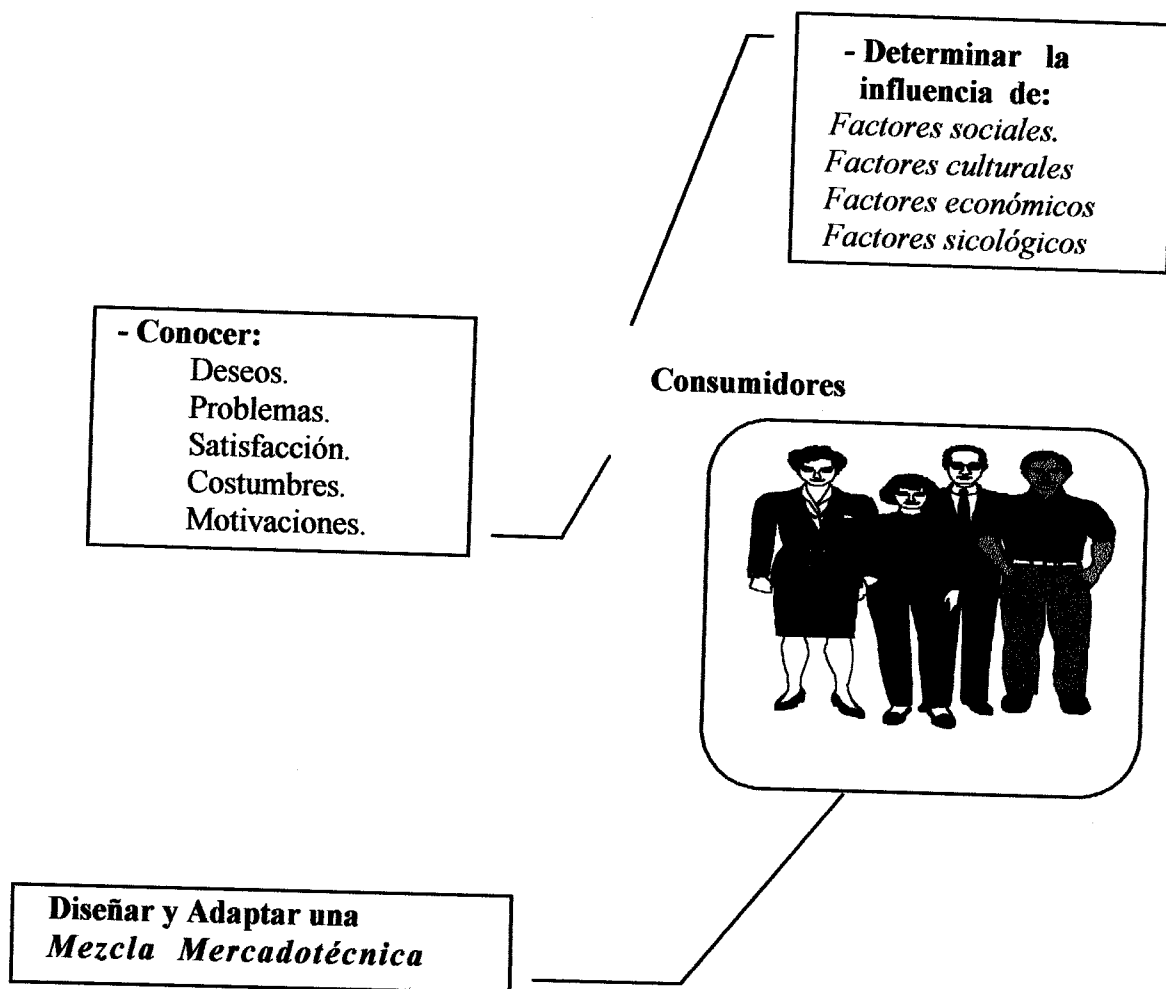 - Determinar la
influencia de:
Factores sociales.
Factores culturales
Factores económicos
Factores sicológicos
- Conocer:
Deseos.
Problemas.
Satisfacción.
Costumbres.
Motivaciones.
Consumidores
Diseñar y Adaptar una
Mezcla Mercadotécnica